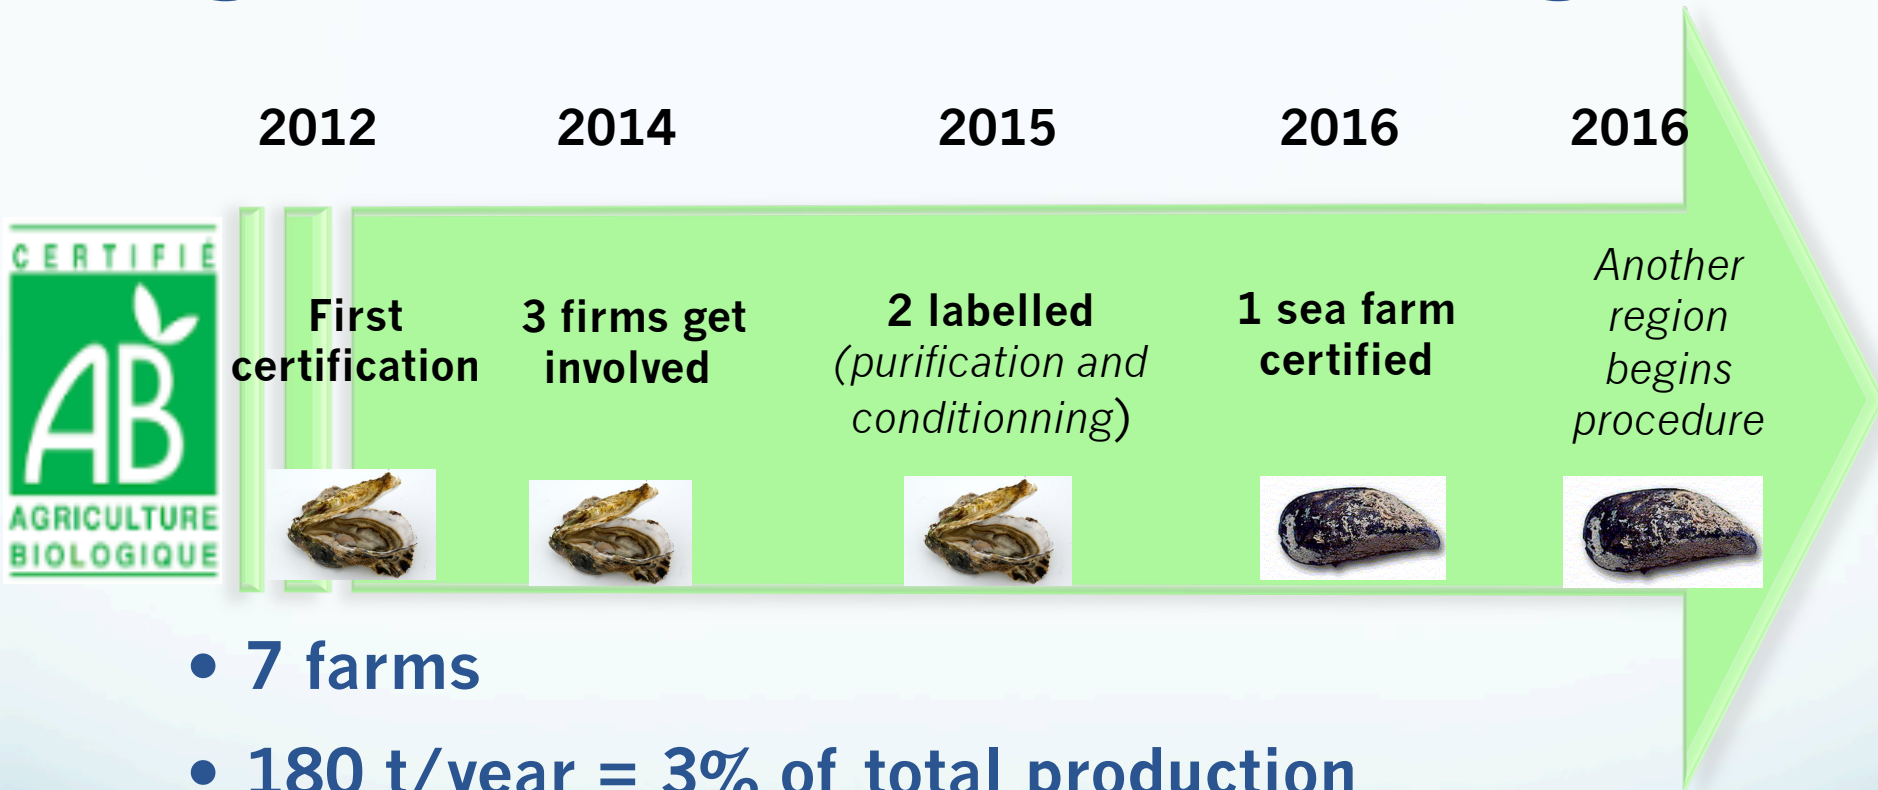 2012 2014 2015 2016 2016
CERTIFIÉ
AB
AGRICULTURE
BIOLOGIQUE
First
certification
3 firms get
involved
2 labelled
(purification and
conditionning)
1 sea farm
certified
Another
region
begins
procedure
• 7 farms
• 180 t/year = 3% of total production